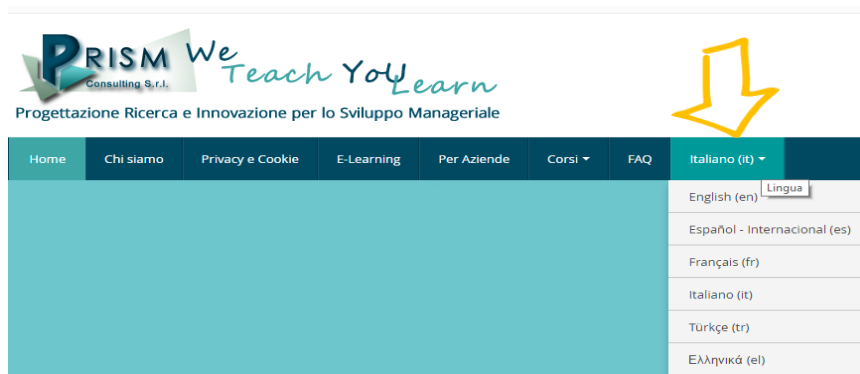 PRISM
Consulting S.r.l.
We Teach You Learn
Progettazione Ricerca e Innovazione per lo Sviluppo Manageriale
Home Chi siamo Privacy e Cookie E-Learning Per Aziende Corsi FAQ Italiano (it)
Lingua
English (en)
Español - Internacional (es)
Français (fr)
Italiano (it)
Türkçe (tr)
Ελληνικά (el)